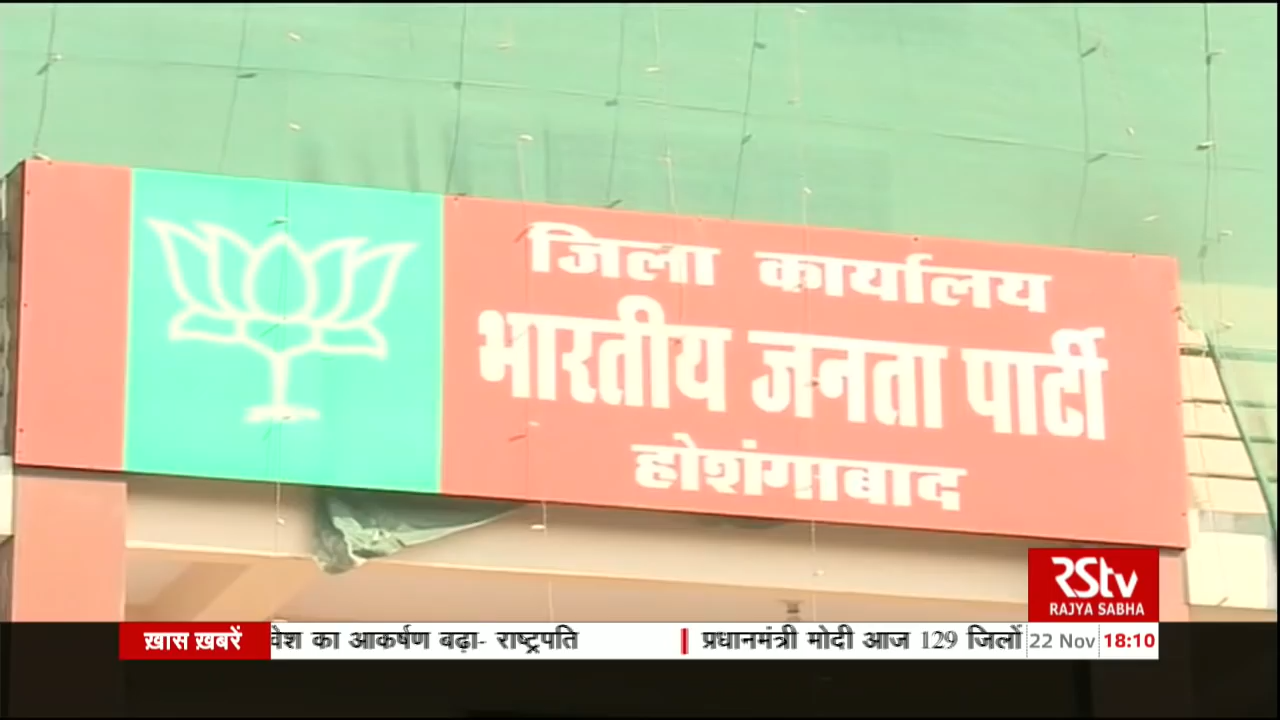 जिला कार्यालय
भारतीय जनता पार्टी
होशंगाबाद
RStv
RAJYA SABHA
ख़ास ख़बरें वेश का आकर्षण बढ़ा- राष्ट्रपति | प्रधानमंत्री मोदी आज 129 जिलों 22 Nov 18:10